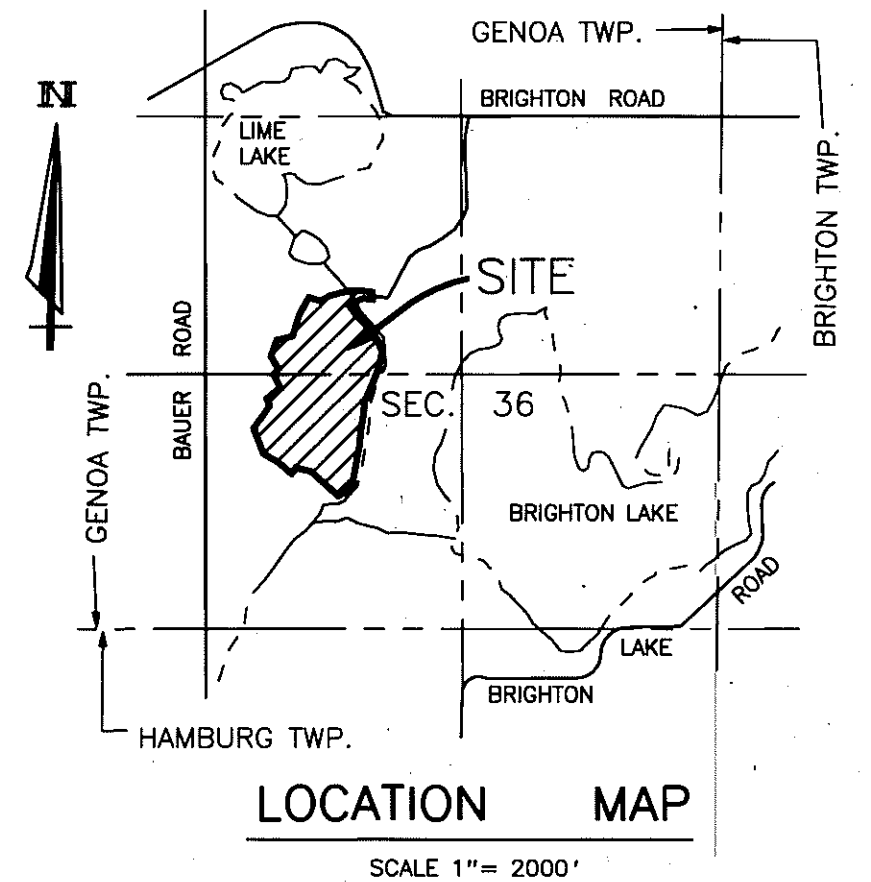 GENOA TWP.
N
BRIGHTON ROAD
LIME
LAKE
BRIGHTON TWP.
SITE
BAUER ROAD
GENOA TWP.
SEC. 36
BRIGHTON LAKE
BRIGHTON LAKE ROAD
HAMBURG TWP.
LOCATION MAP
SCALE 1"= 2000'